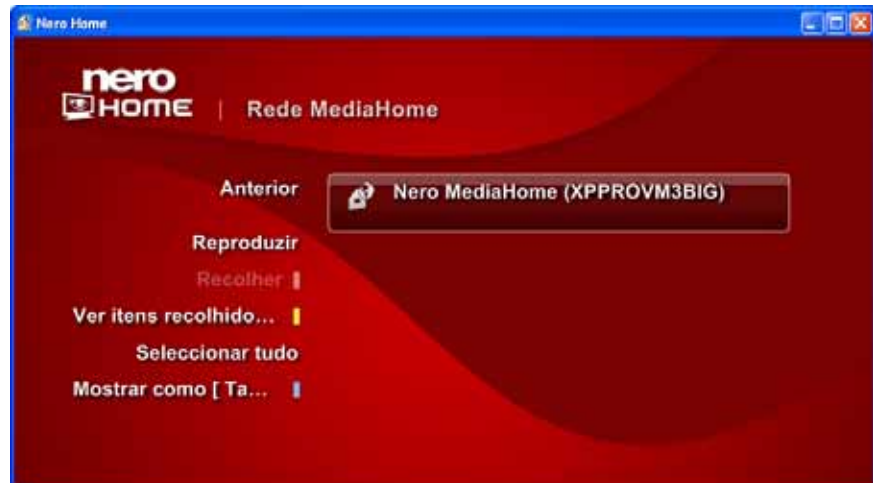 Nero Home
nero
HOME | Rede MediaHome
Anterior
Nero MediaHome (XPPROVM3BIG)
Reproduzir
Recolher
Ver itens recolhido...
Seleccionar tudo
Mostrar como [ Ta...